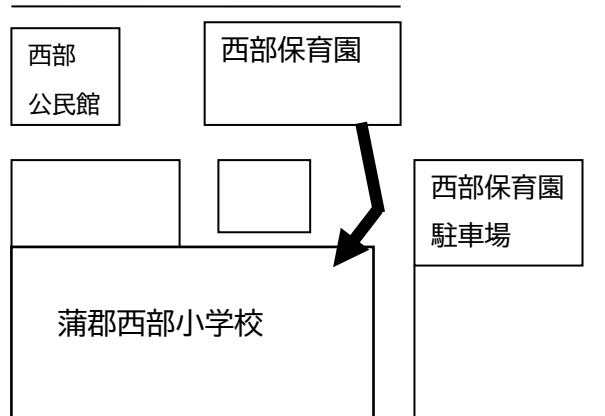 西部
公民館
西部保育園
西部保育園
駐車場
蒲郡西部小学校